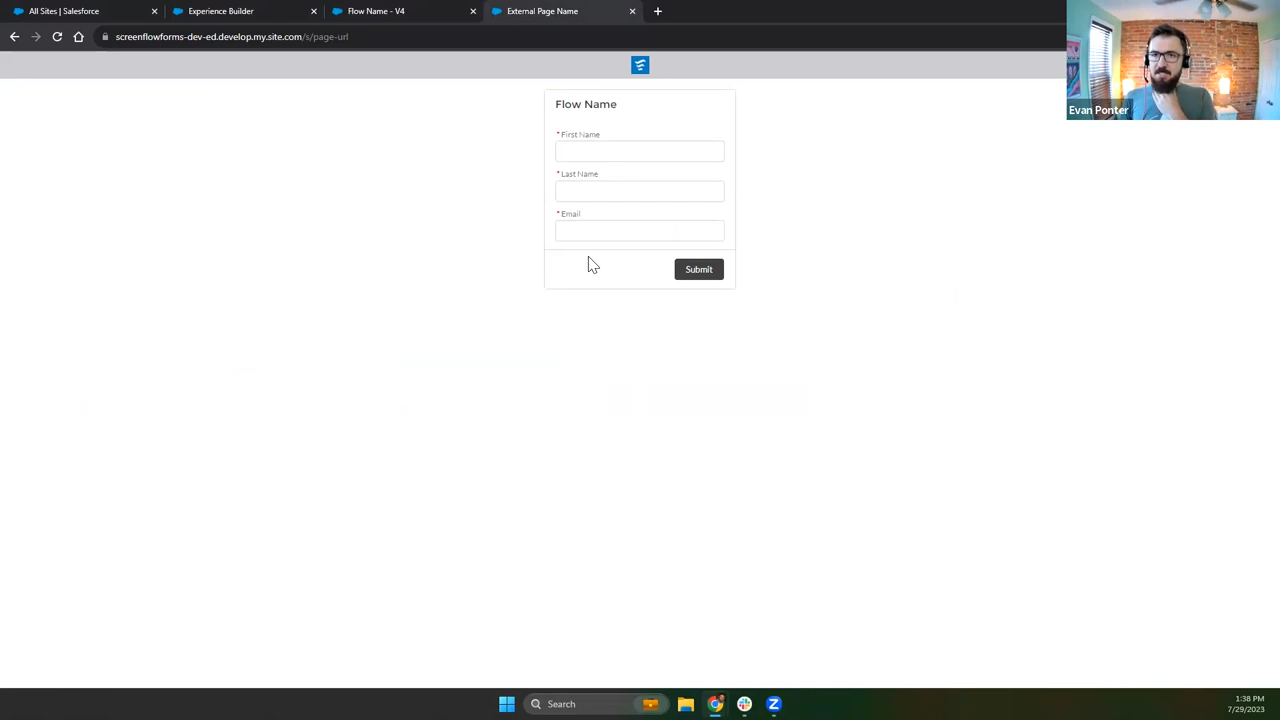 All Sites | Salesforce
Experience Builder
Flow Name - V4
External Page Name
screenflowforms-dev-ed.develop.my.site.com/s/page-url
Evan Ponter
Flow Name
* First Name
* Last Name
* Email
Submit
Search
1:38 PM
7/29/2023